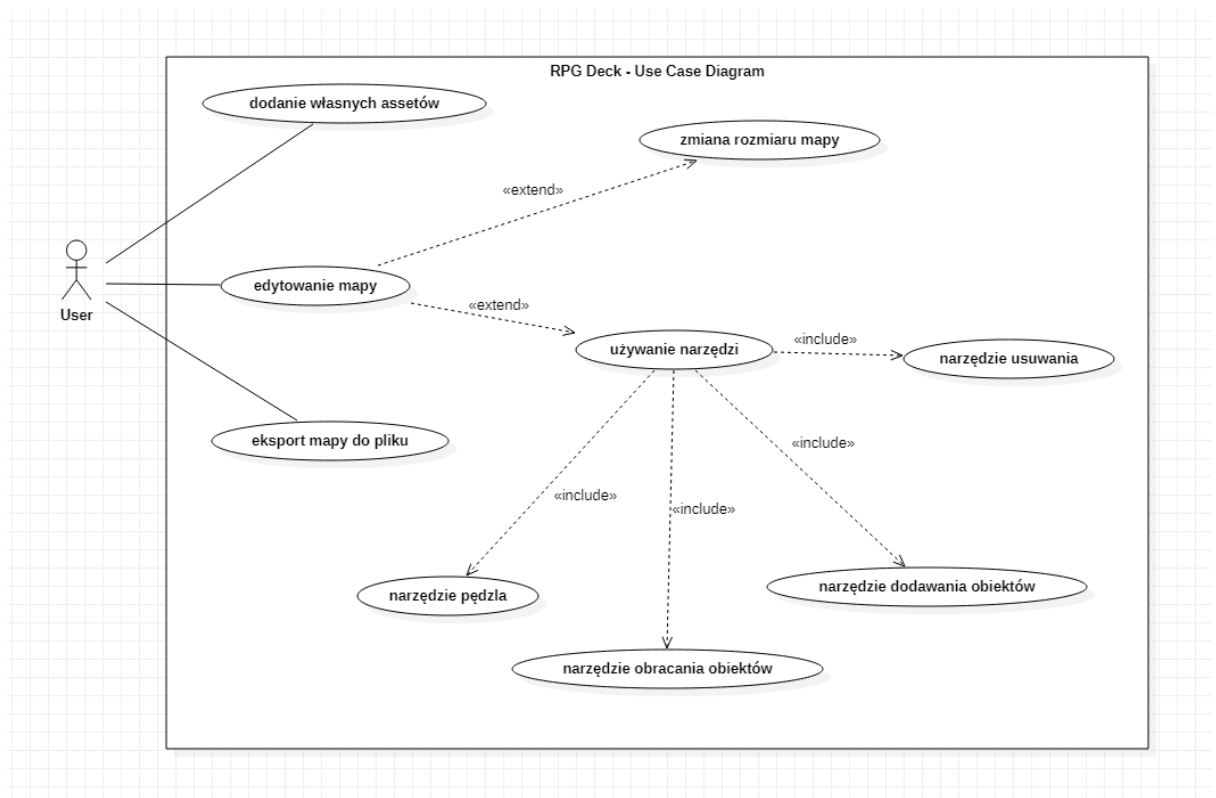 RPG Deck - Use Case Diagram
dodanie własnych assetów
zmiana rozmiaru mapy
«extend»
edytowanie mapy
«extend»
User
używanie narzędzi
«include»
narzędzie usuwania
eksport mapy do pliku
«include»
«include»
«include»
narzędzie pędzla
narzędzie dodawania obiektów
narzędzie obracania obiektów